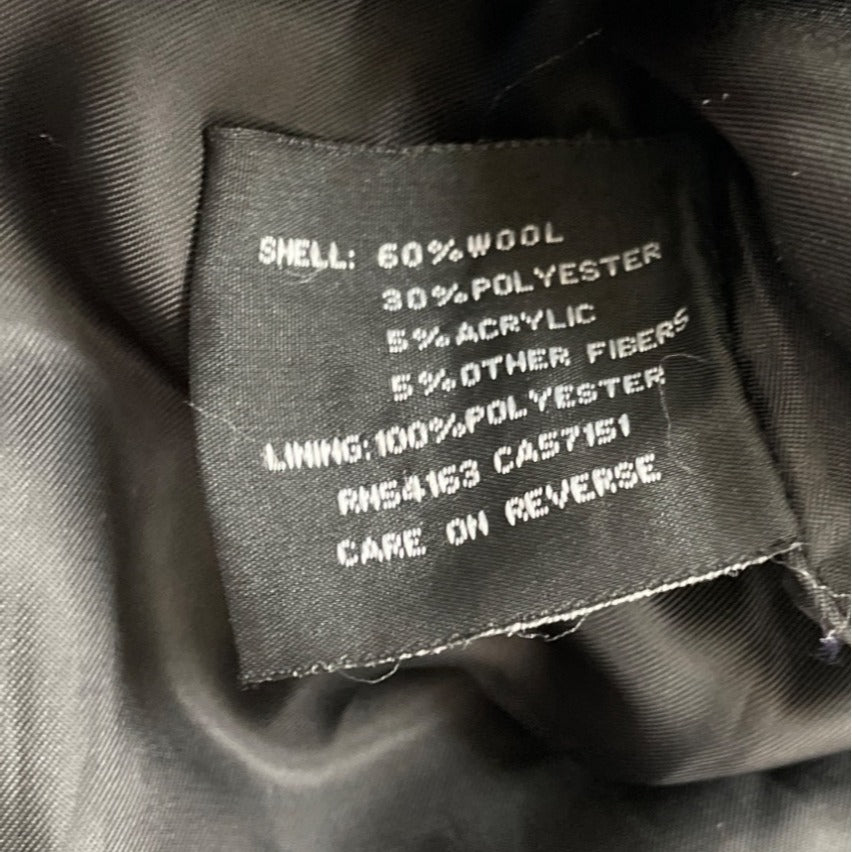 SHELL: 60%WOOL
30%POLYESTER
5%ACRYLIC
5%OTHER FIBERS
LINING:100%POLYESTER
RN54163 CA57151
CARE ON REVERSE